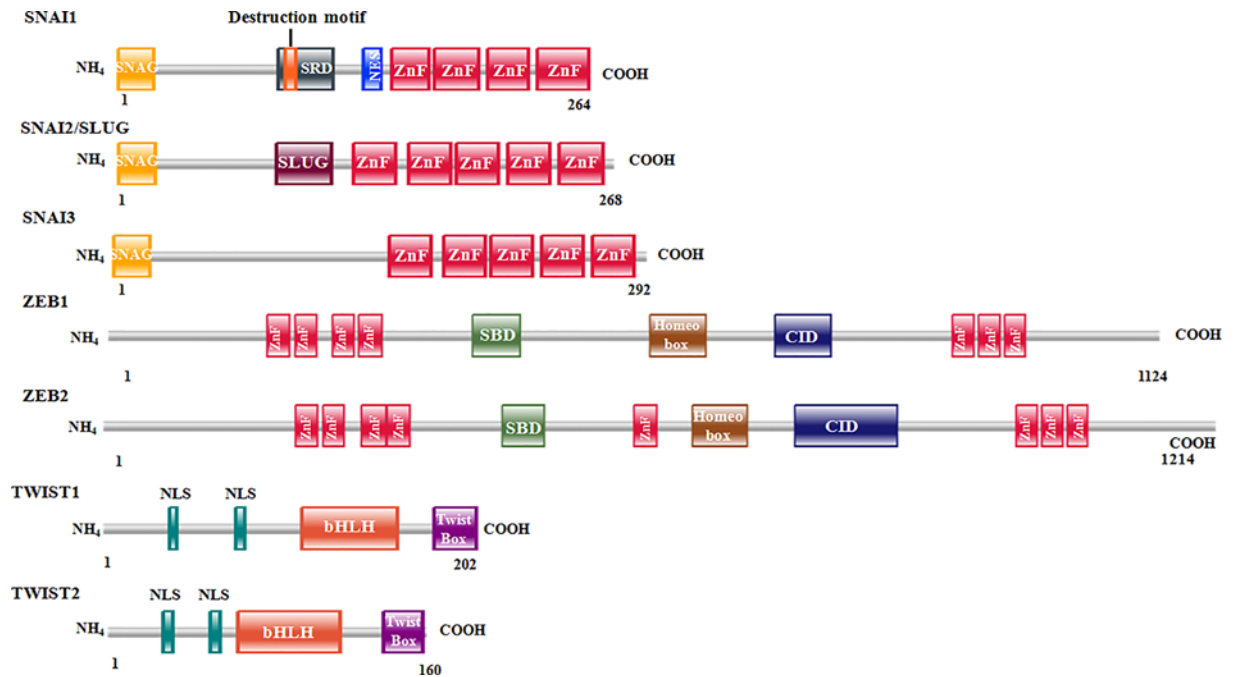 SNAI1
Destruction motif
NH4 SNAG SRD NES ZnF ZnF ZnF ZnF COOH
1 264
SNAI2/SLUG
NH4 SNAG SLUG ZnF ZnF ZnF ZnF ZnF COOH
1 268
SNAI3
NH4 SNAG ZnF ZnF ZnF ZnF ZnF COOH
1 292
ZEB1
NH4 ZnF ZnF ZnF ZnF SBD Homeo box CID ZnF ZnF ZnF COOH
1 1124
ZEB2
NH4 ZnF ZnF ZnF ZnF SBD ZnF Homeo box CID ZnF ZnF ZnF COOH
1 1214
TWIST1
NLS NLS
NH4 bHLH Twist Box COOH
1 202
TWIST2
NLS NLS
NH4 bHLH Twist Box COOH
1 160